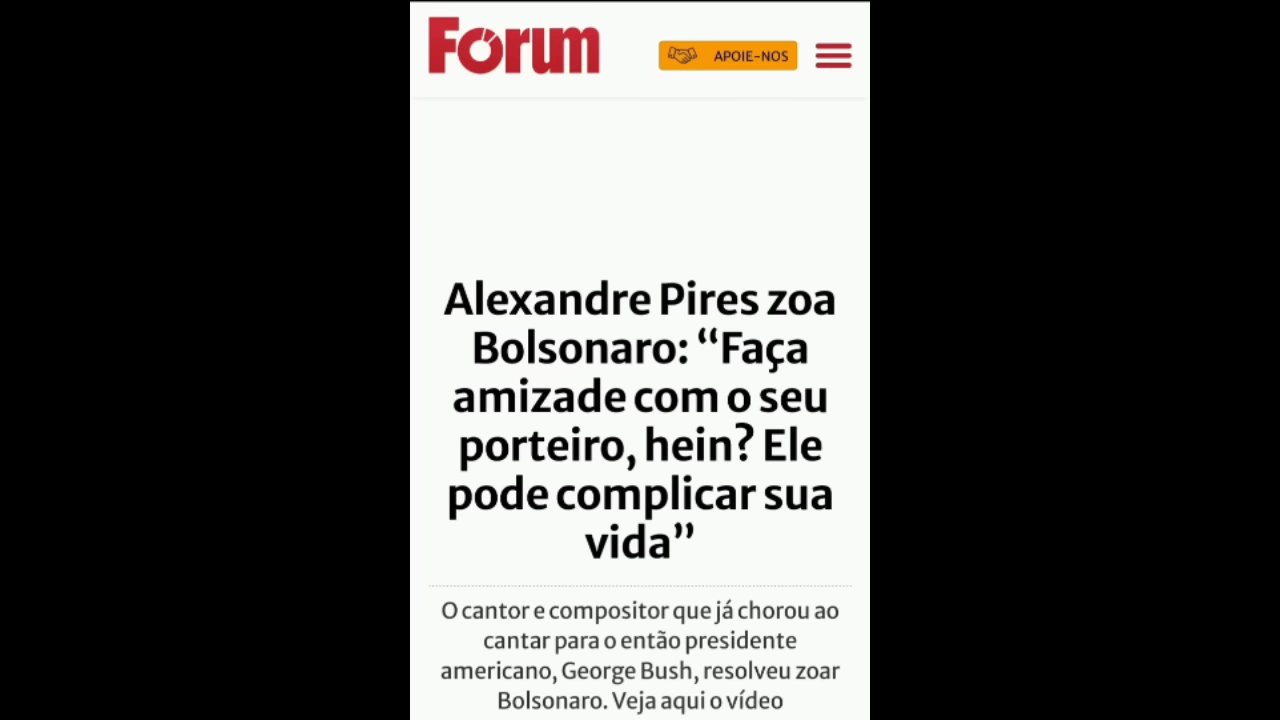 Fórum
APOIE-NOS
Alexandre Pires zoa
Bolsonaro: “Faça
amizade com o seu
porteiro, hein? Ele
pode complicar sua
vida”
O cantor e compositor que já chorou ao
cantar para o então presidente
americano, George Bush, resolveu zoar
Bolsonaro. Veja aqui o vídeo